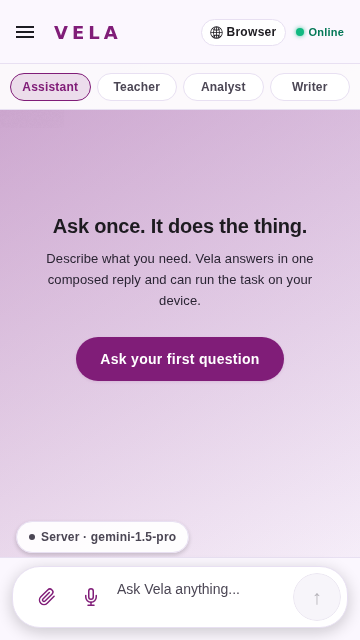 VELA
Browser
Online
Assistant
Teacher
Analyst
Writer
Ask once. It does the thing.
Describe what you need. Vela answers in one
composed reply and can run the task on your
device.
Ask your first question
Server · gemini-1.5-pro
Ask Vela anything...
↑